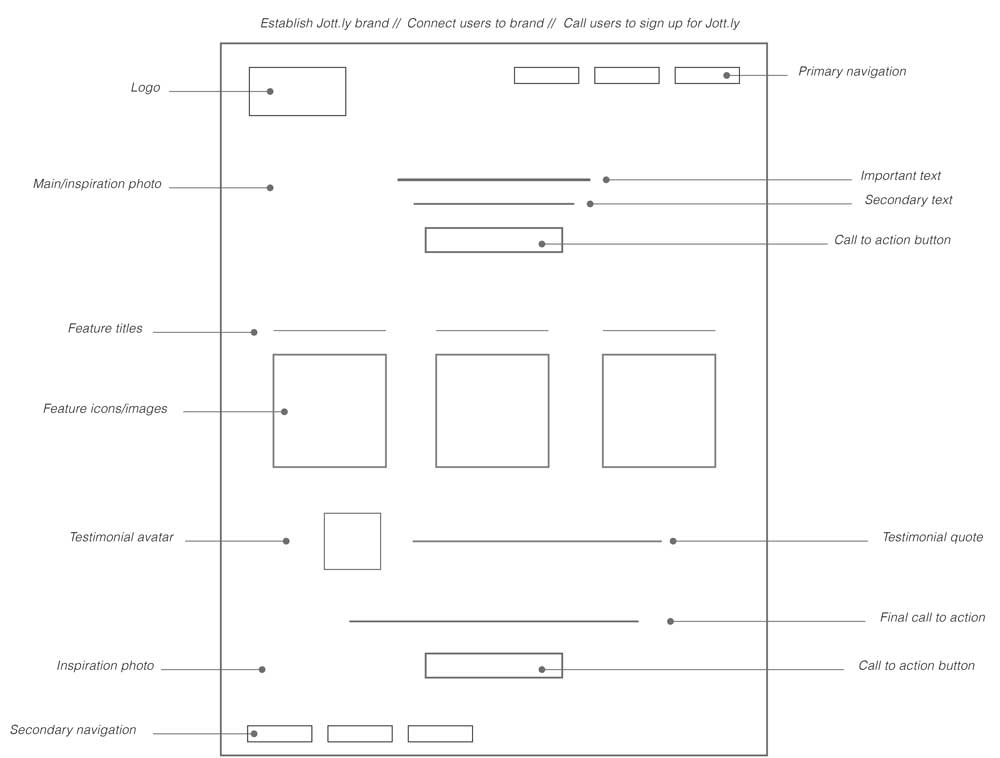 Establish Jott.ly brand // Connect users to brand // Call users to sign up for Jott.ly
Primary navigation
Logo
Main/inspiration photo
Important text
Secondary text
Call to action button
Feature titles
Feature icons/images
Testimonial avatar
Testimonial quote
Final call to action
Inspiration photo
Call to action button
Secondary navigation